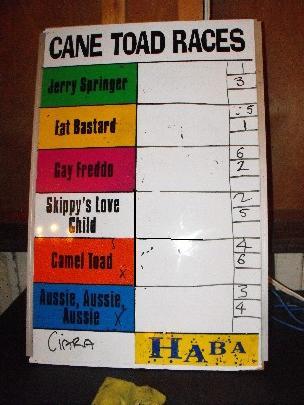 CANE TOAD RACES
Jerry Springer
1
3
Fat Bastard
5
1
Gay Freddo
6
2
Skippy's Love
Child
2
5
Camel Toad
x
4
6
Aussie, Aussie,
Aussie
x
3
4
CIARA
HABA